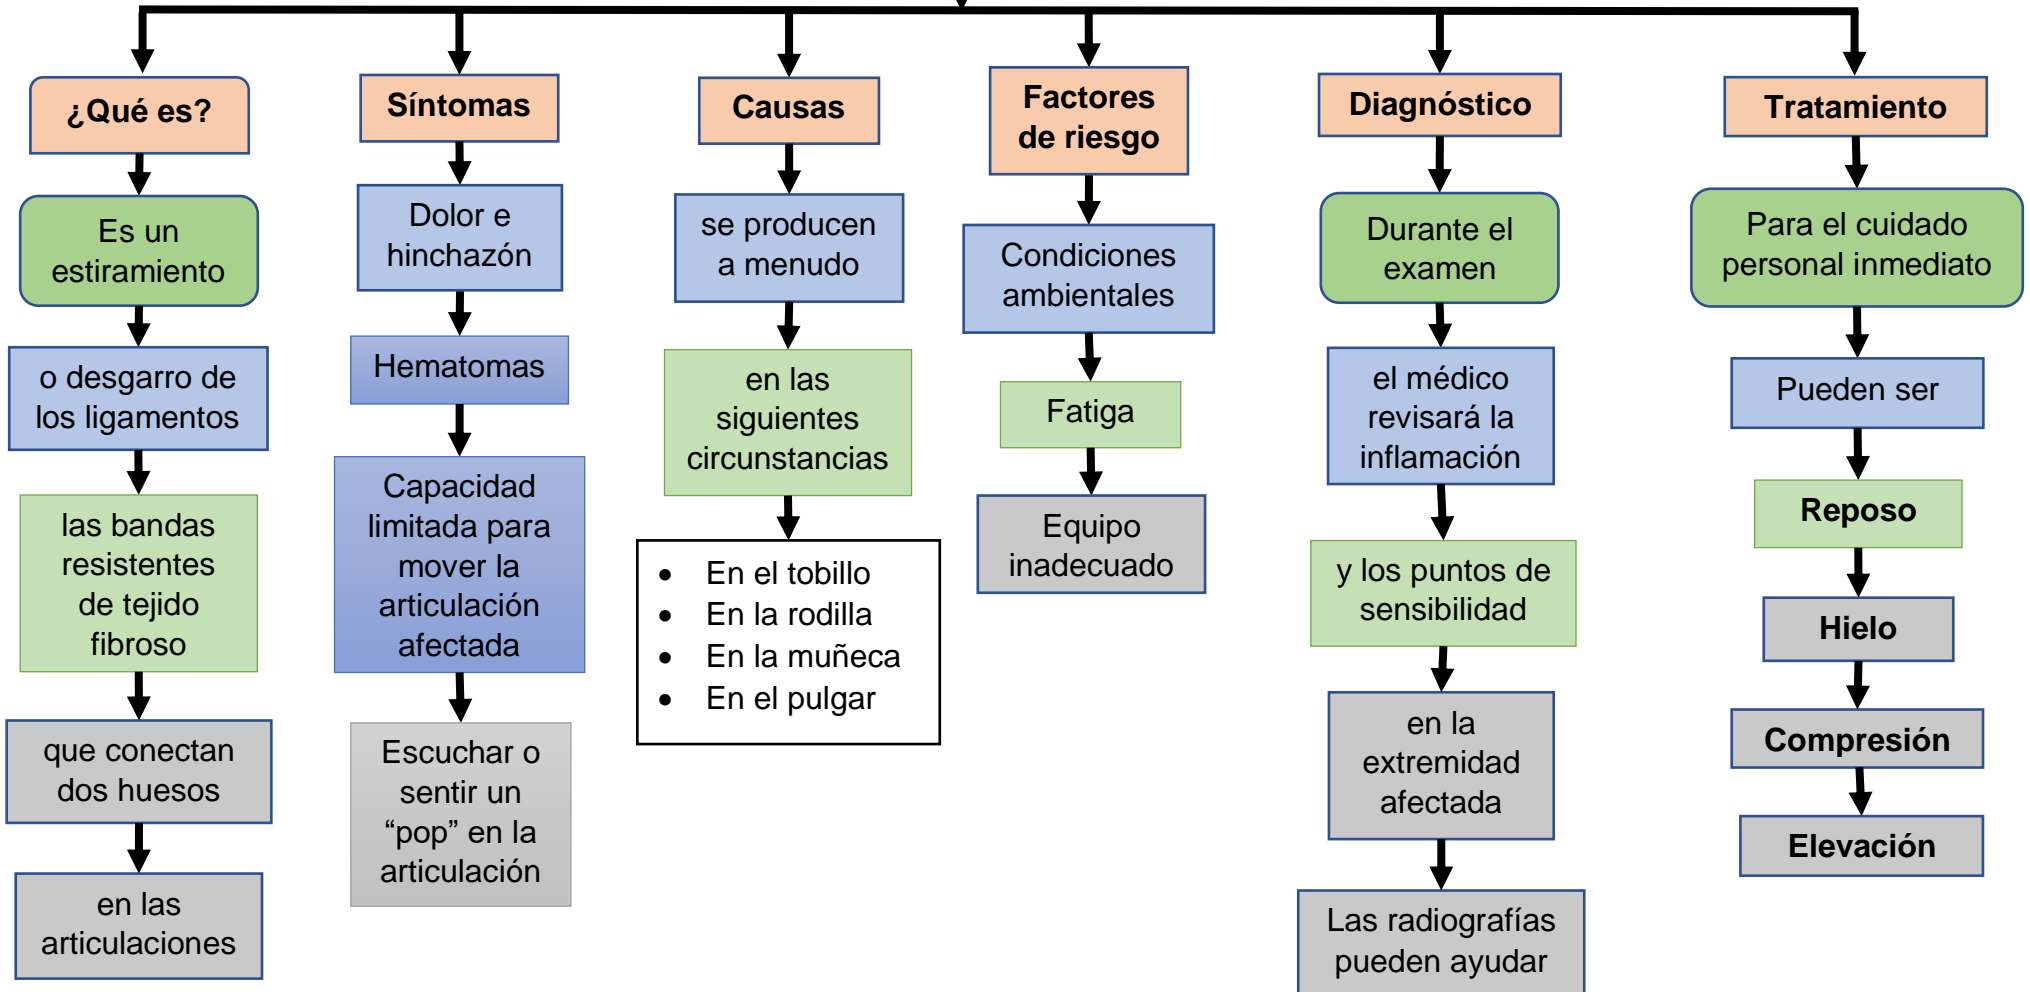 ¿Qué es?
Es un
estiramiento
o desgarro de
los ligamentos
las bandas
resistentes
de tejido
fibroso
que conectan
dos huesos
en las
articulaciones
Síntomas
Dolor e
hinchazón
Hematomas
Capacidad
limitada para
mover la
articulación
afectada
Escuchar o
sentir un
“pop” en la
articulación
Causas
se producen
a menudo
en las
siguientes
circunstancias
• En el tobillo
• En la rodilla
• En la muñeca
• En el pulgar
Factores
de riesgo
Condiciones
ambientales
Fatiga
Equipo
inadecuado
Diagnóstico
Durante el
examen
el médico
revisará la
inflamación
y los puntos de
sensibilidad
en la
extremidad
afectada
Las radiografías
pueden ayudar
Tratamiento
Para el cuidado
personal inmediato
Pueden ser
Reposo
Hielo
Compresión
Elevación